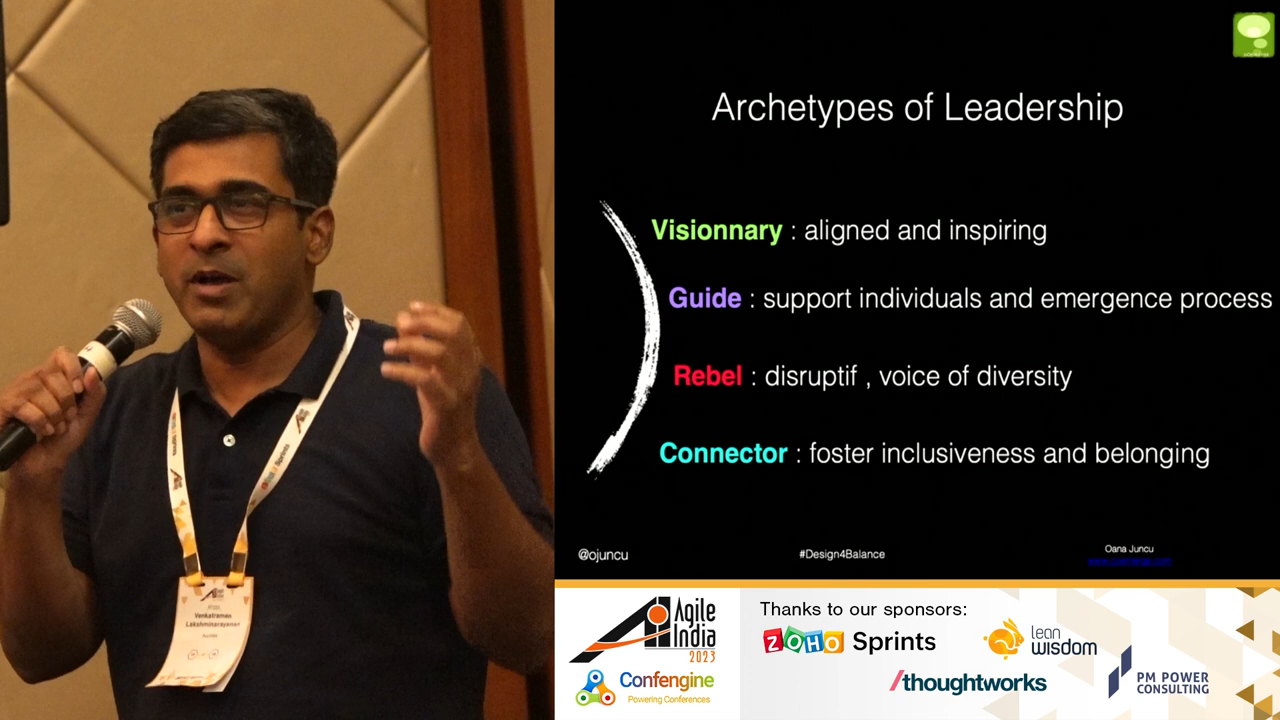 Archetypes of Leadership
Visionnary : aligned and inspiring
Guide : support individuals and emergence process
Rebel : disruptif , voice of diversity
Connector : foster inclusiveness and belonging
@ojuncu
#Design4Balance
Oana Juncu
Venkatraman
Lakshminarayanan
Agile
India
2023
Confengine
Powering Conferences
Thanks to our sponsors:
ZOHO Sprints
lean
wisdom
/thoughtworks
PM POWER
CONSULTING